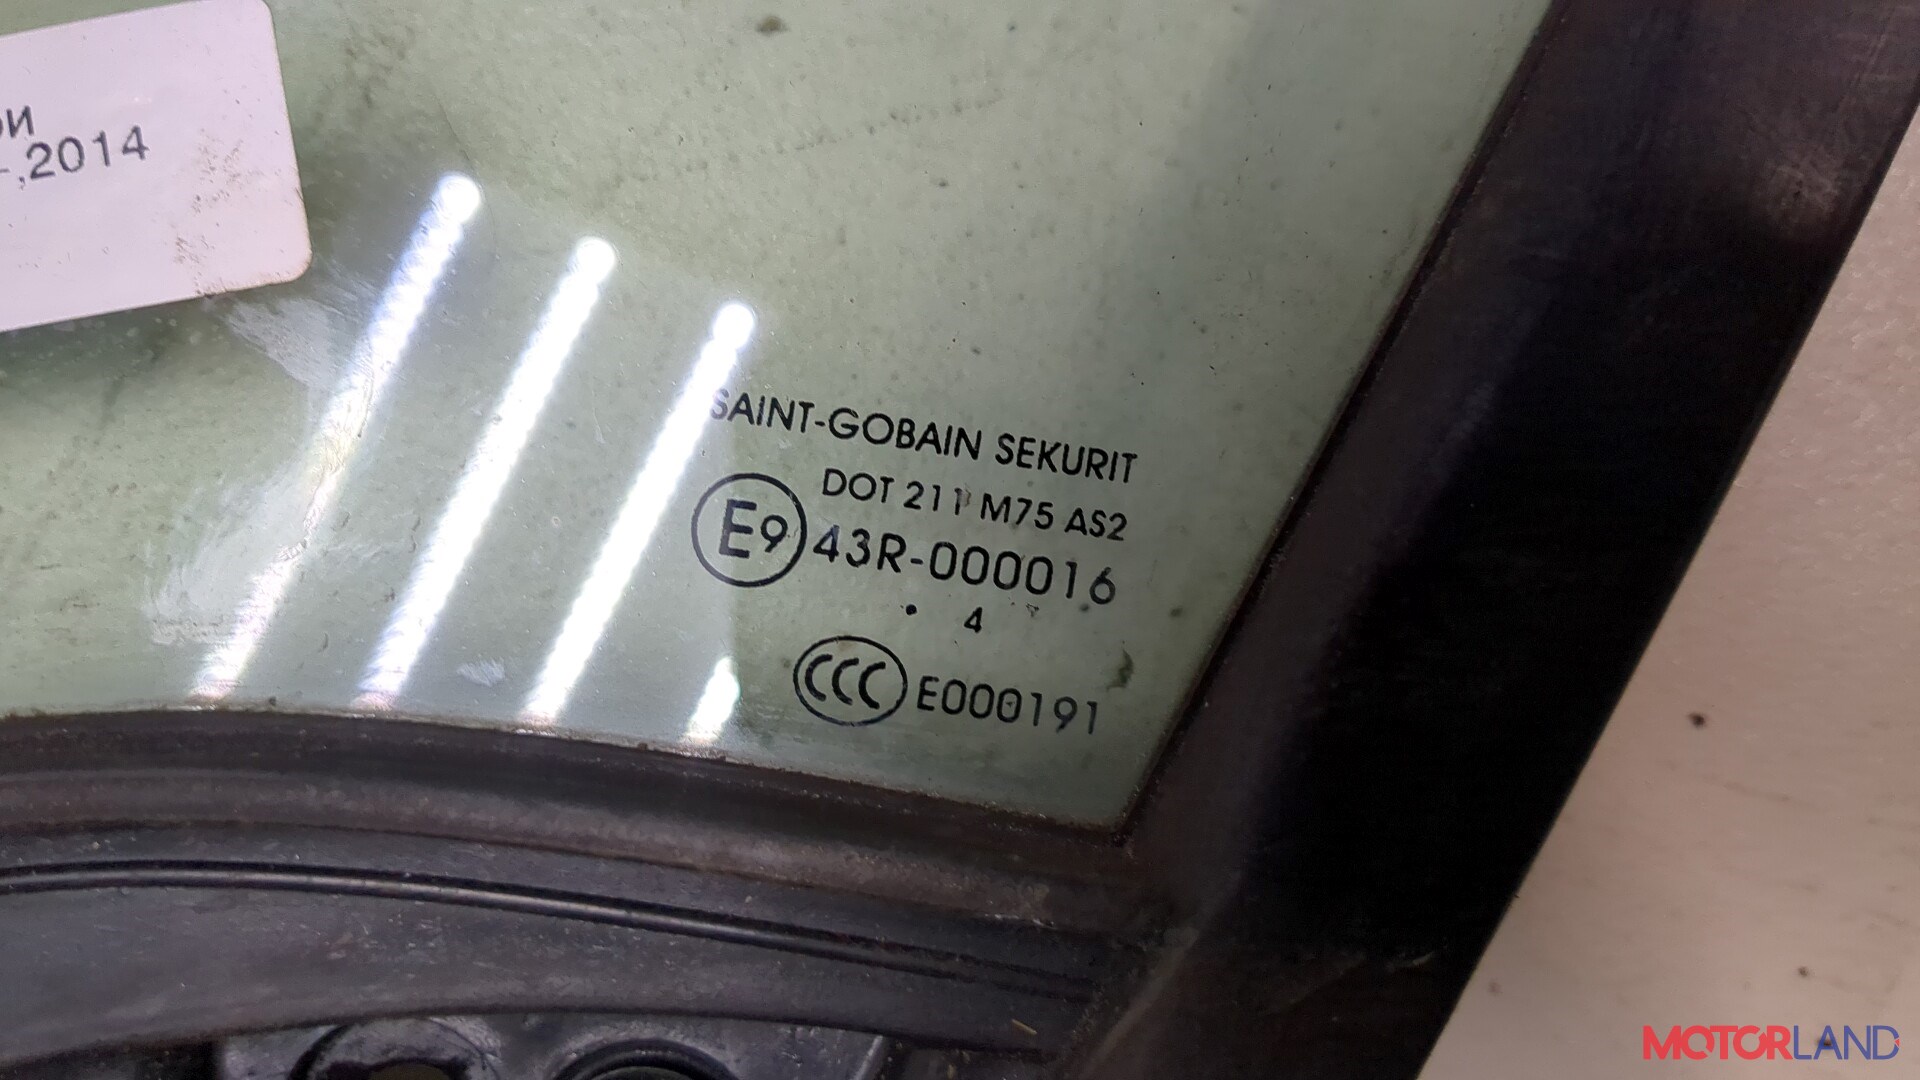 ,2014
SAINT-GOBAIN SEKURIT
DOT 211 M75 AS2
E9 43R-000016
. 4
CCC E000191
MOTORLAND